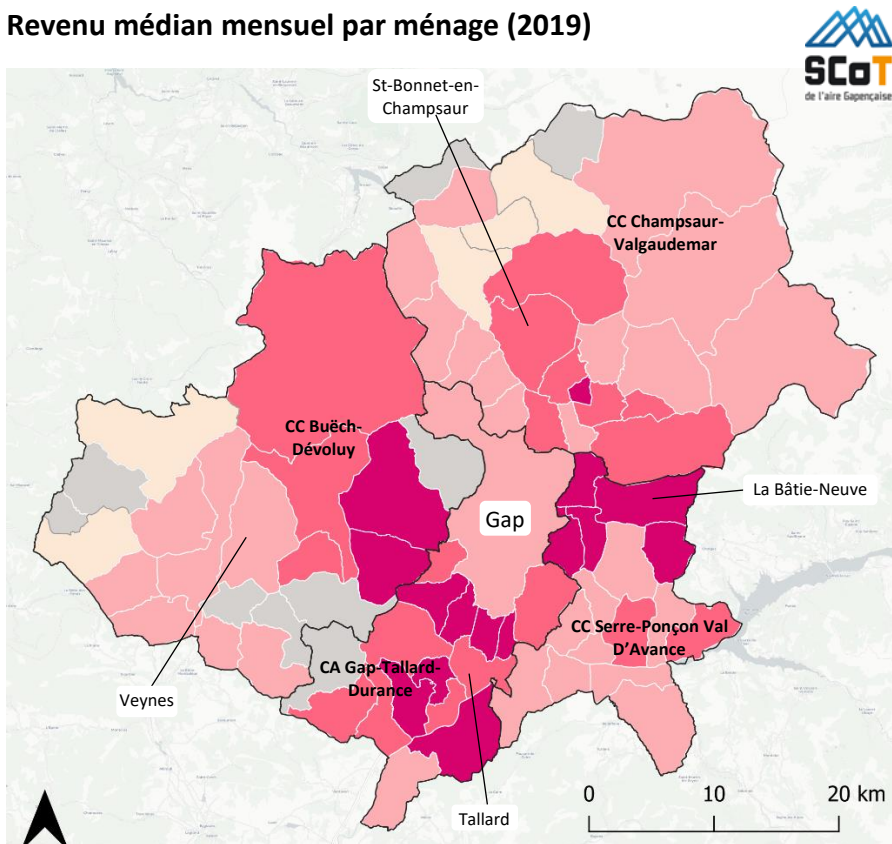 Revenu médian mensuel par ménage (2019)
SCoT
de l'aire Gapençaise
St-Bonnet-en-
Champsaur
CC Champsaur-
Valgaudemar
CC Buëch-
Dévoluy
La Bâtie-Neuve
Gap
CC Serre-Ponçon Val
D'Avance
CA Gap-Tallard-
Durance
Veynes
Tallard
0 10 20 km